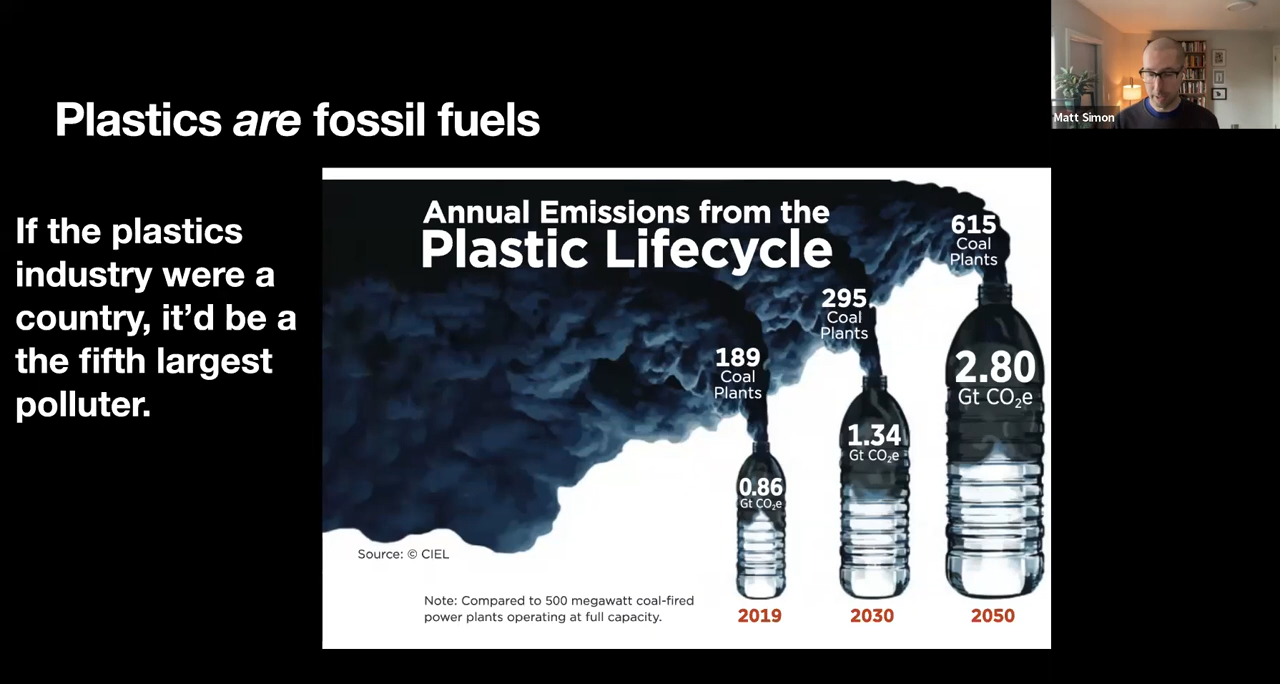 Matt Simon
Plastics are fossil fuels
If the plastics
industry were a
country, it’d be a
the fifth largest
polluter.
Annual Emissions from the
Plastic Lifecycle
615
Coal
Plants
295
Coal
Plants
189
Coal
Plants
2.80
Gt CO₂e
1.34
Gt CO₂e
0.86
Gt CO₂e
Source: © CIEL
Note: Compared to 500 megawatt coal-fired
power plants operating at full capacity.
2019
2030
2050